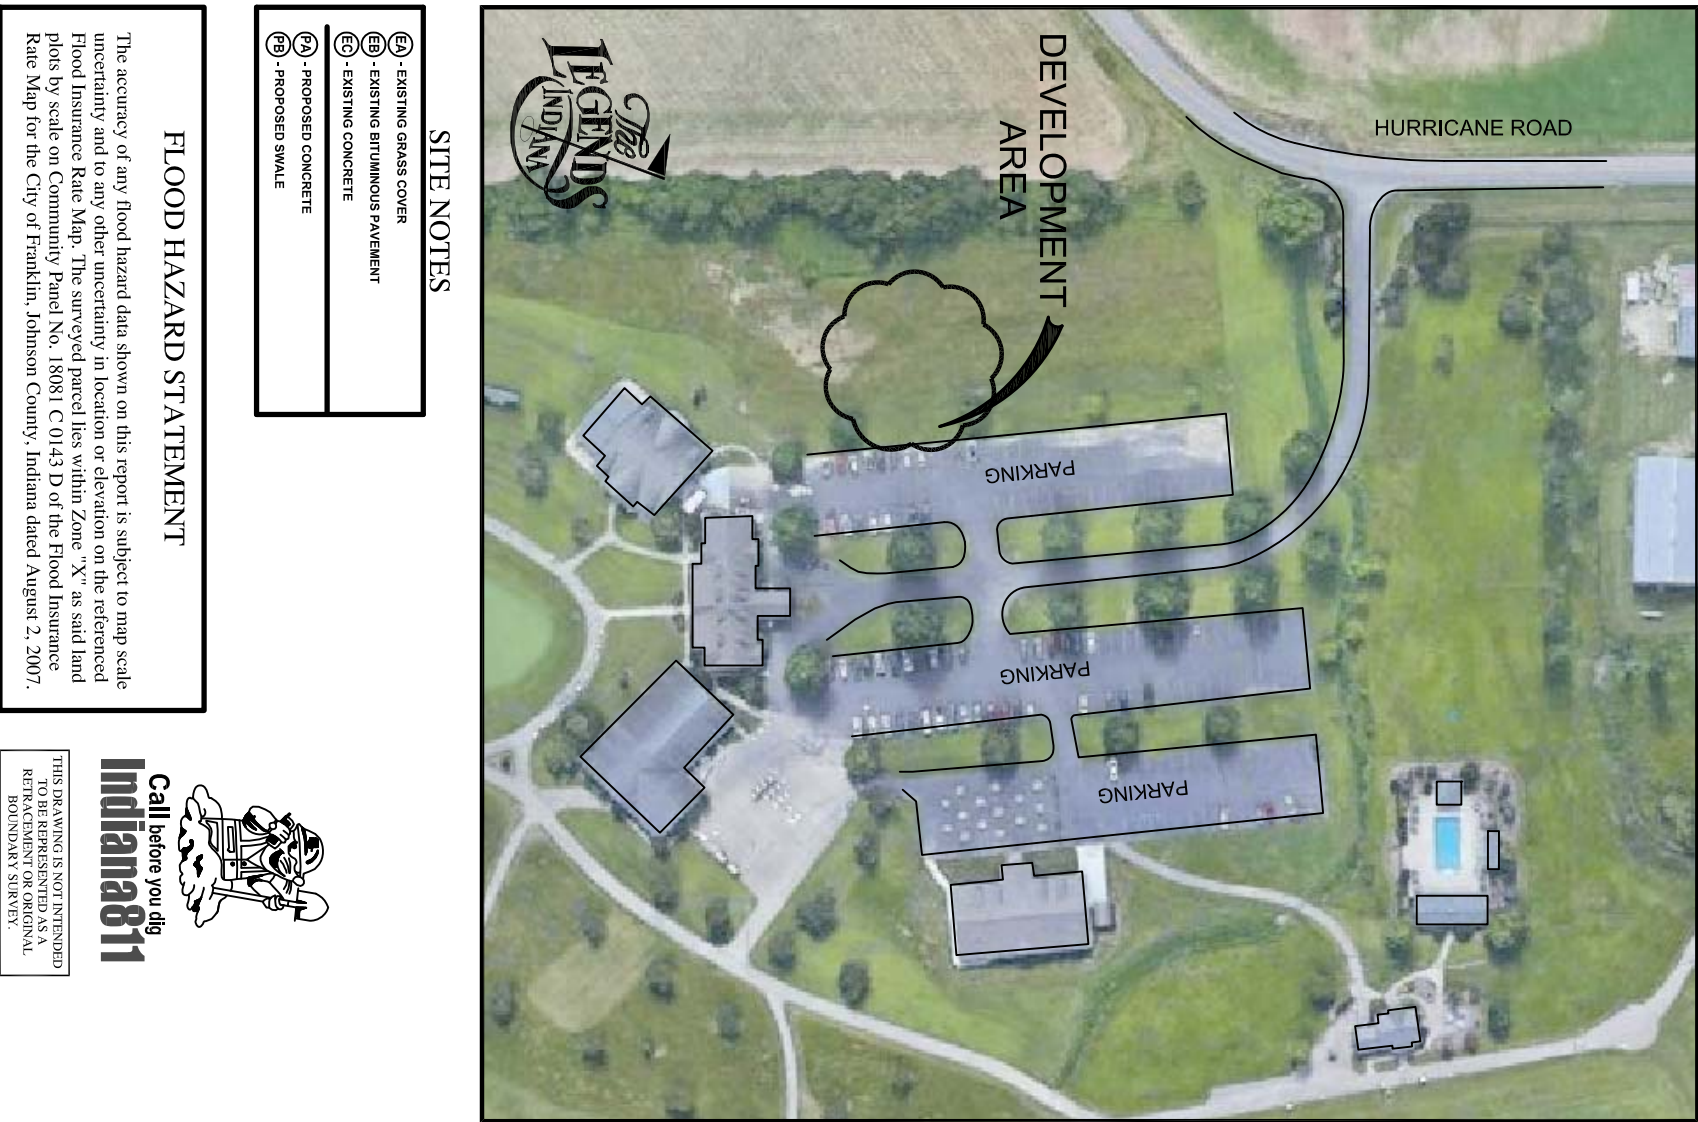 SITE NOTES
EA - EXISTING GRASS COVER
EB - EXISTING BITUMINOUS PAVEMENT
EC - EXISTING CONCRETE
PA - PROPOSED CONCRETE
PB - PROPOSED SWALE
FLOOD HAZARD STATEMENT
The accuracy of any flood hazard data shown on this report is subject to map scale
uncertainty and to any other uncertainty in location or elevation on the referenced
Flood Insurance Rate Map. The surveyed parcel lies within Zone "X" as said land
plots by scale on Community Panel No. 18081 C 0143 D of the Flood Insurance
Rate Map for the City of Franklin, Johnson County, Indiana dated August 2, 2007.
Call before you dig
Indiana811
THIS DRAWING IS NOT INTENDED
TO BE REPRESENTED AS A
RETRACEMENT OR ORIGINAL
BOUNDARY SURVEY.
The
LEGENDS
INDIANA
DEVELOPMENT
AREA
HURRICANE ROAD
PARKING
PARKING
PARKING